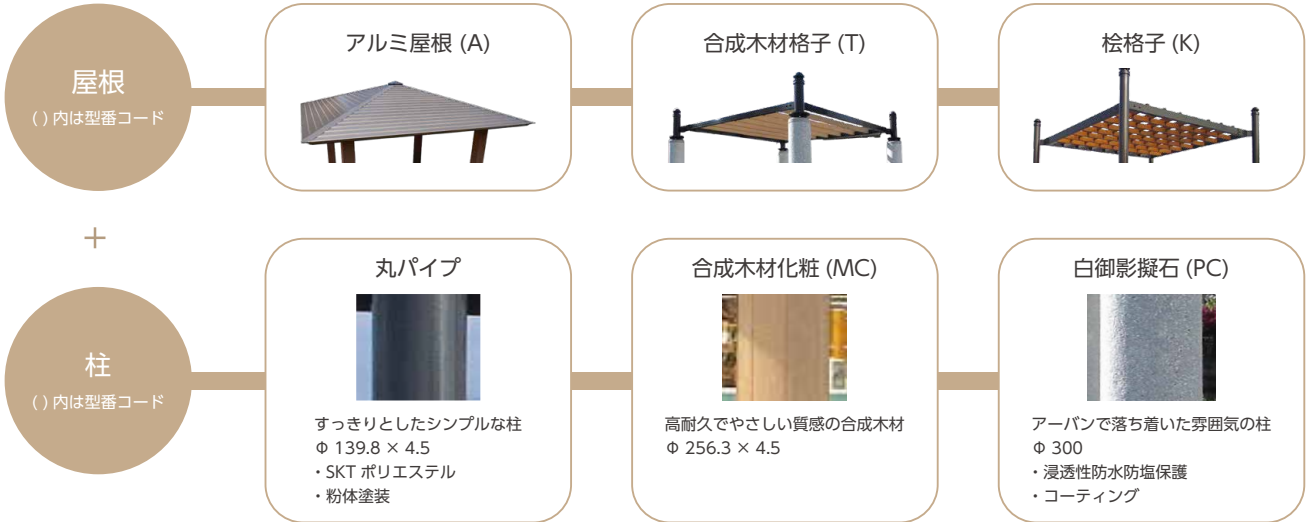 屋根
( ) 内は型番コード
アルミ屋根 (A)
合成木材格子 (T)
桧格子 (K)
+
柱
( ) 内は型番コード
丸パイプ
すっきりとしたシンプルな柱
Φ 139.8 × 4.5
・SKT ポリエステル
・粉体塗装
合成木材化粧 (MC)
高耐久でやさしい質感の合成木材
Φ 256.3 × 4.5
白御影擬石 (PC)
アーバンで落ち着いた雰囲気の柱
Φ 300
・浸透性防水防塩保護
・コーティング